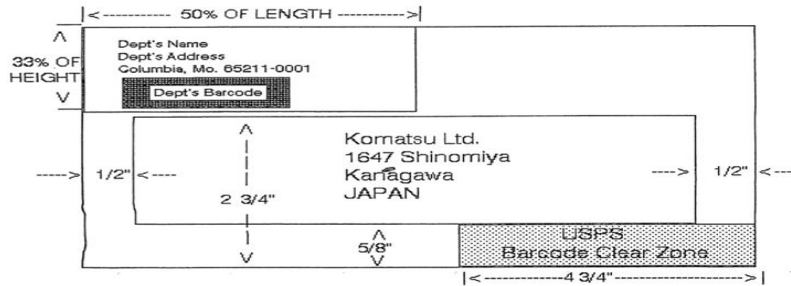 50% OF LENGTH
33% OF
HEIGHT
Dept's Name
Dept's Address
Columbia, Mo. 65211-0001
Dept's Barcode
Komatsu Ltd.
1647 Shinomiya
Kanagawa
JAPAN
1/2"
1/2"
2 3/4"
5/8"
USPS
Barcode Clear Zone
4 3/4"